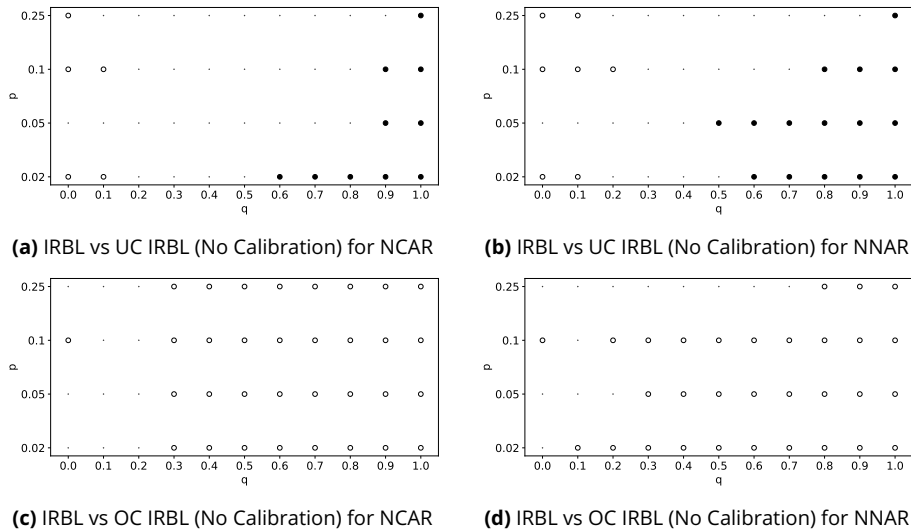 0.25
0.1
p
0.05
0.02
0.0 0.1 0.2 0.3 0.4 0.5 0.6 0.7 0.8 0.9 1.0
q
(a) IRBL vs UC IRBL (No Calibration) for NCAR
0.25
0.1
p
0.05
0.02
0.0 0.1 0.2 0.3 0.4 0.5 0.6 0.7 0.8 0.9 1.0
q
(b) IRBL vs UC IRBL (No Calibration) for NNAR
0.25
0.1
p
0.05
0.02
0.0 0.1 0.2 0.3 0.4 0.5 0.6 0.7 0.8 0.9 1.0
q
(c) IRBL vs OC IRBL (No Calibration) for NCAR
0.25
0.1
p
0.05
0.02
0.0 0.1 0.2 0.3 0.4 0.5 0.6 0.7 0.8 0.9 1.0
q
(d) IRBL vs OC IRBL (No Calibration) for NNAR